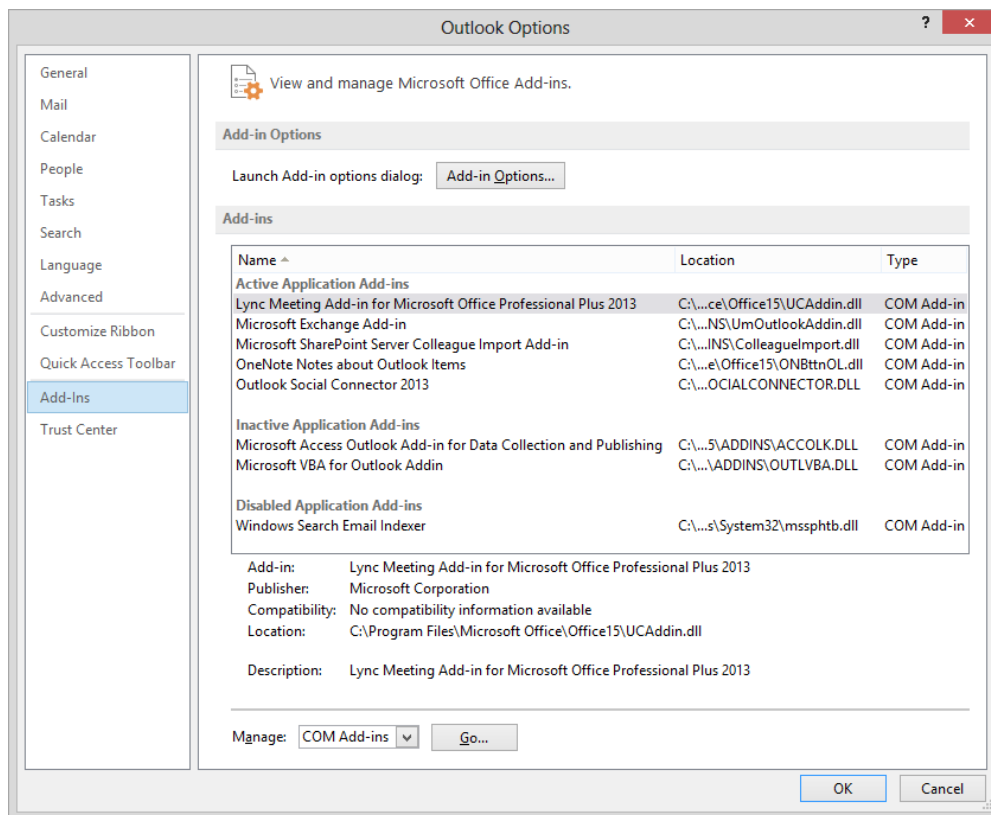 Outlook Options
?
General
Mail
Calendar
People
Tasks
Search
Language
Advanced
Customize Ribbon
Quick Access Toolbar
Add-Ins
Trust Center
View and manage Microsoft Office Add-ins.
Add-in Options
Launch Add-in options dialog: Add-in Options...
Add-ins
Name Location Type
Active Application Add-ins
Lync Meeting Add-in for Microsoft Office Professional Plus 2013 C:\...ce\Office15\UCAddin.dll COM Add-in
Microsoft Exchange Add-in C:\...NS\UmOutlookAddin.dll COM Add-in
Microsoft SharePoint Server Colleague Import Add-in C:\...INS\ColleagueImport.dll COM Add-in
OneNote Notes about Outlook Items C:\...e\Office15\ONBttnOL.dll COM Add-in
Outlook Social Connector 2013 C:\...OCIALCONNECTOR.DLL COM Add-in
Inactive Application Add-ins
Microsoft Access Outlook Add-in for Data Collection and Publishing C:\...5\ADDINS\ACCOLK.DLL COM Add-in
Microsoft VBA for Outlook Addin C:\...\ADDINS\OUTLVBA.DLL COM Add-in
Disabled Application Add-ins
Windows Search Email Indexer C:\...s\System32\mssphtb.dll COM Add-in
Add-in: Lync Meeting Add-in for Microsoft Office Professional Plus 2013
Publisher: Microsoft Corporation
Compatibility: No compatibility information available
Location: C:\Program Files\Microsoft Office\Office15\UCAddin.dll
Description: Lync Meeting Add-in for Microsoft Office Professional Plus 2013
Manage: COM Add-ins Go...
OK Cancel